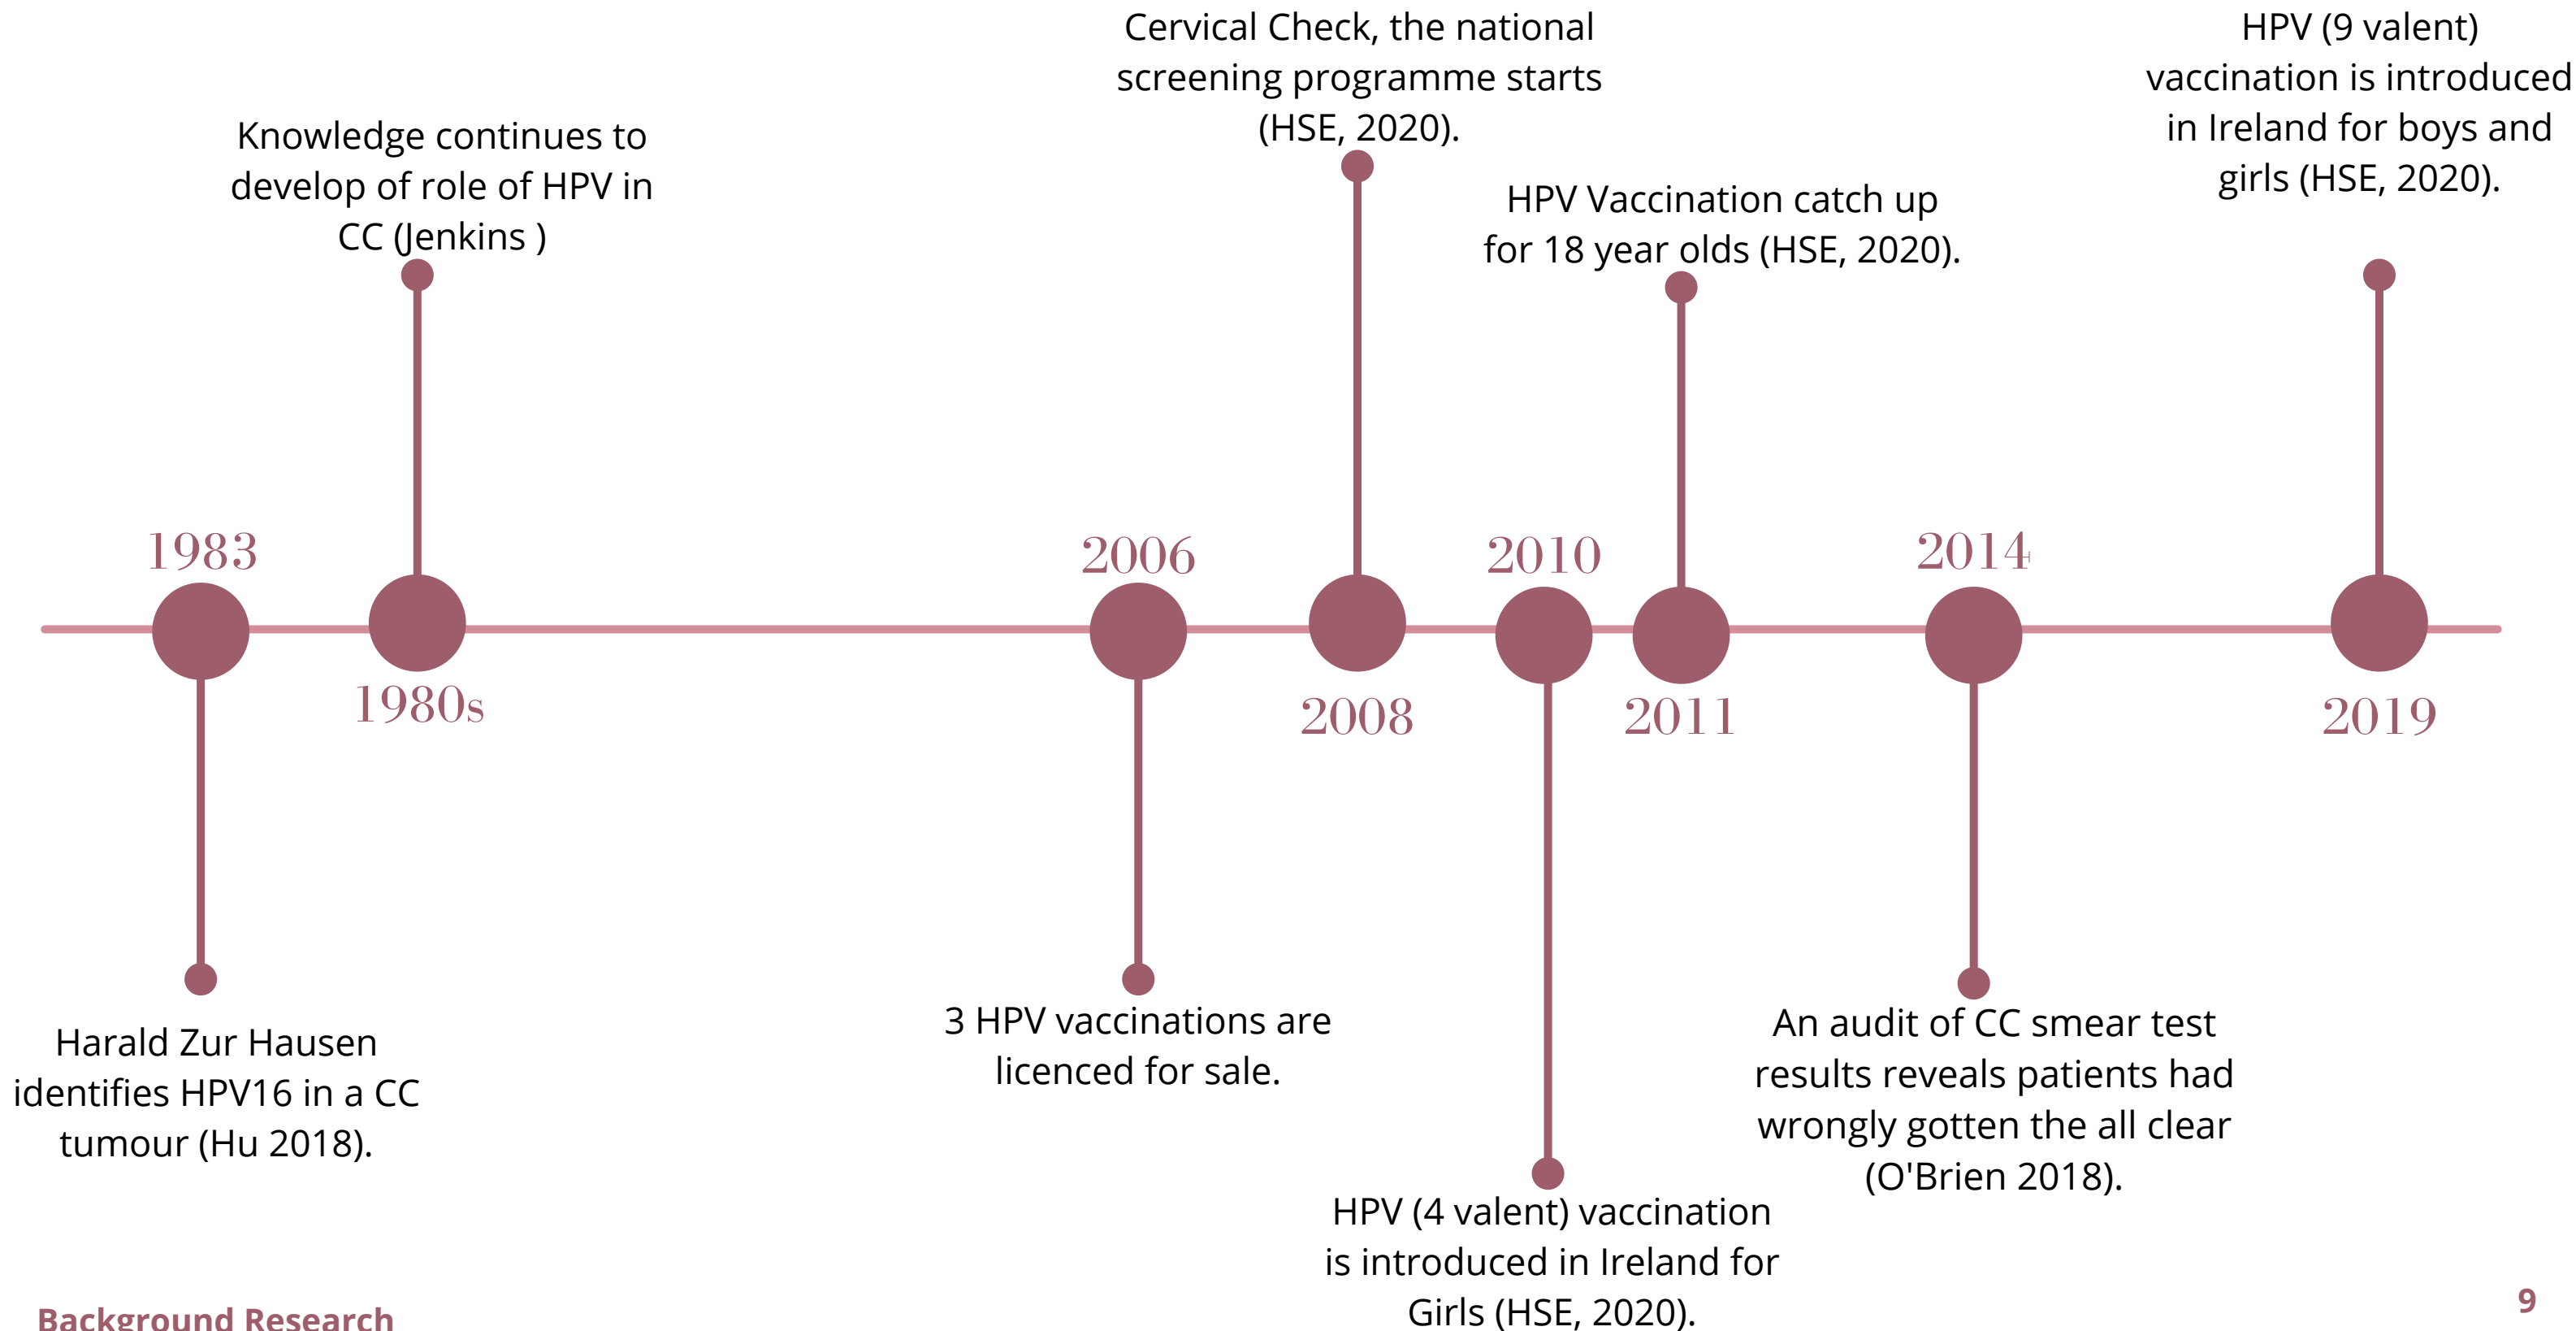 Cervical Check, the national
screening programme starts
(HSE, 2020).
HPV (9 valent)
vaccination is introduced
in Ireland for boys and
girls (HSE, 2020).
Knowledge continues to
develop of role of HPV in
CC (Jenkins )
HPV Vaccination catch up
for 18 year olds (HSE, 2020).
1983
2006
2010
2014
1980s
2008
2011
2019
Harald Zur Hausen
identifies HPV16 in a CC
tumour (Hu 2018).
3 HPV vaccinations are
licenced for sale.
An audit of CC smear test
results reveals patients had
wrongly gotten the all clear
(O'Brien 2018).
HPV (4 valent) vaccination
is introduced in Ireland for
Girls (HSE, 2020).
Background Research
9